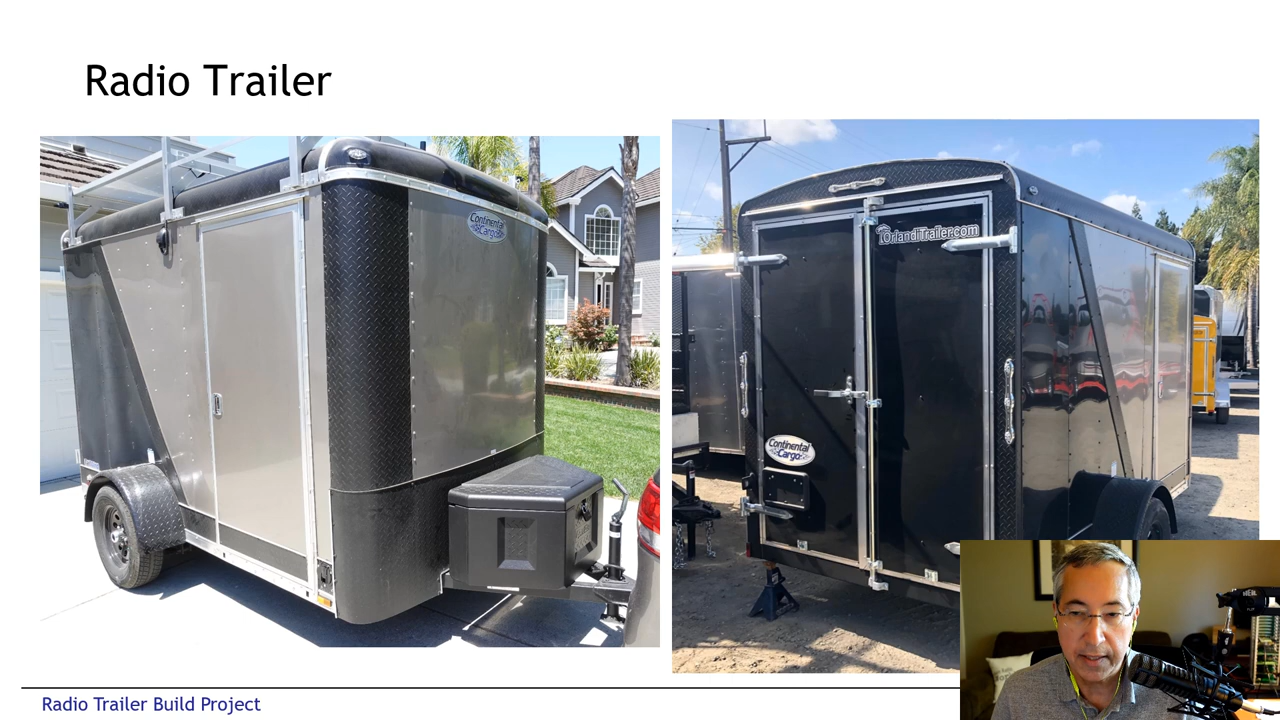 Radio Trailer
Continental
Cargo
OrlandiTrailer.com
Continental
Cargo
Radio Trailer Build Project